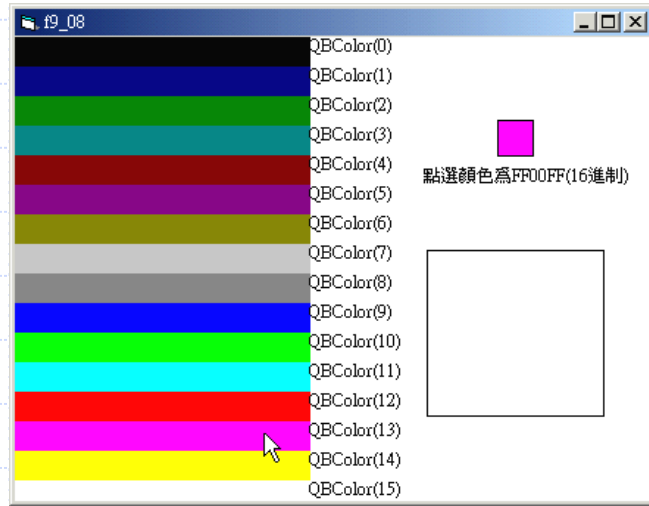 f9_08
QBColor(0)
QBColor(1)
QBColor(2)
QBColor(3)
QBColor(4)
QBColor(5)
QBColor(6)
QBColor(7)
QBColor(8)
QBColor(9)
QBColor(10)
QBColor(11)
QBColor(12)
QBColor(13)
QBColor(14)
QBColor(15)
點選顏色為FF00FF(16進制)